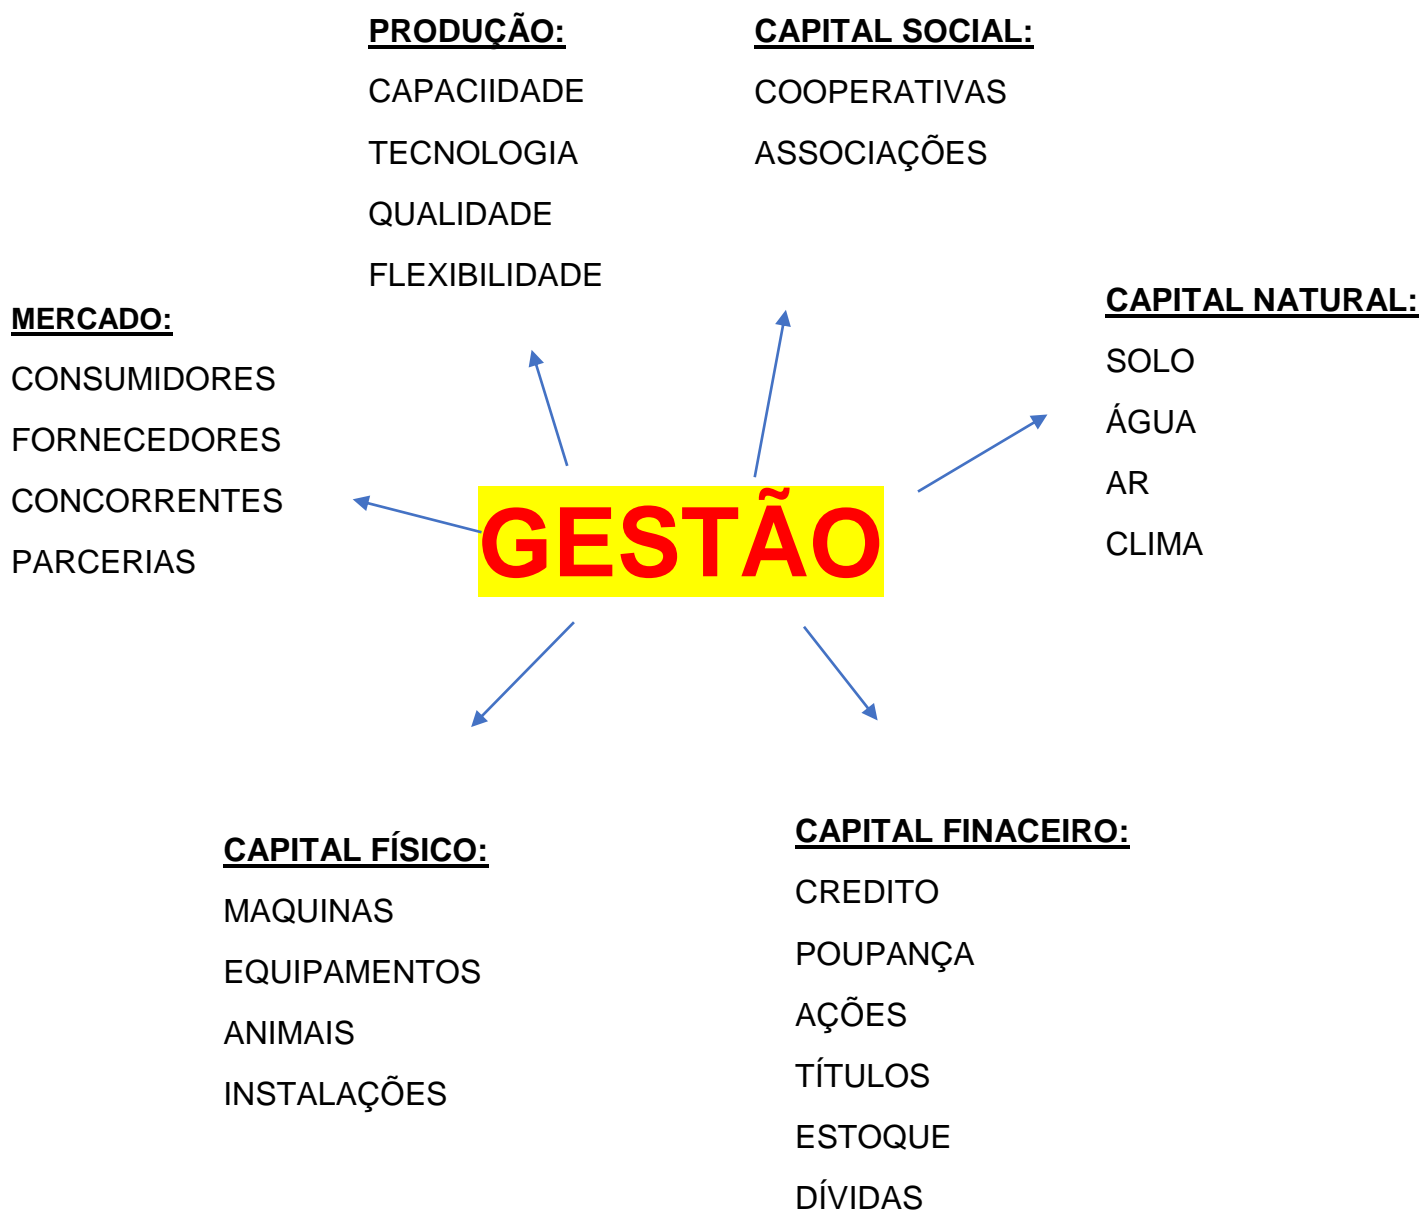 PRODUÇÃO:
CAPACIIDADE
TECNOLOGIA
QUALIDADE
FLEXIBILIDADE
CAPITAL SOCIAL:
COOPERATIVAS
ASSOCIAÇÕES
MERCADO:
CONSUMIDORES
FORNECEDORES
CONCORRENTES
PARCERIAS
CAPITAL NATURAL:
SOLO
ÁGUA
AR
CLIMA
GESTÃO
CAPITAL FÍSICO:
MAQUINAS
EQUIPAMENTOS
ANIMAIS
INSTALAÇÕES
CAPITAL FINACEIRO:
CREDITO
POUPANÇA
AÇÕES
TÍTULOS
ESTOQUE
DÍVIDAS